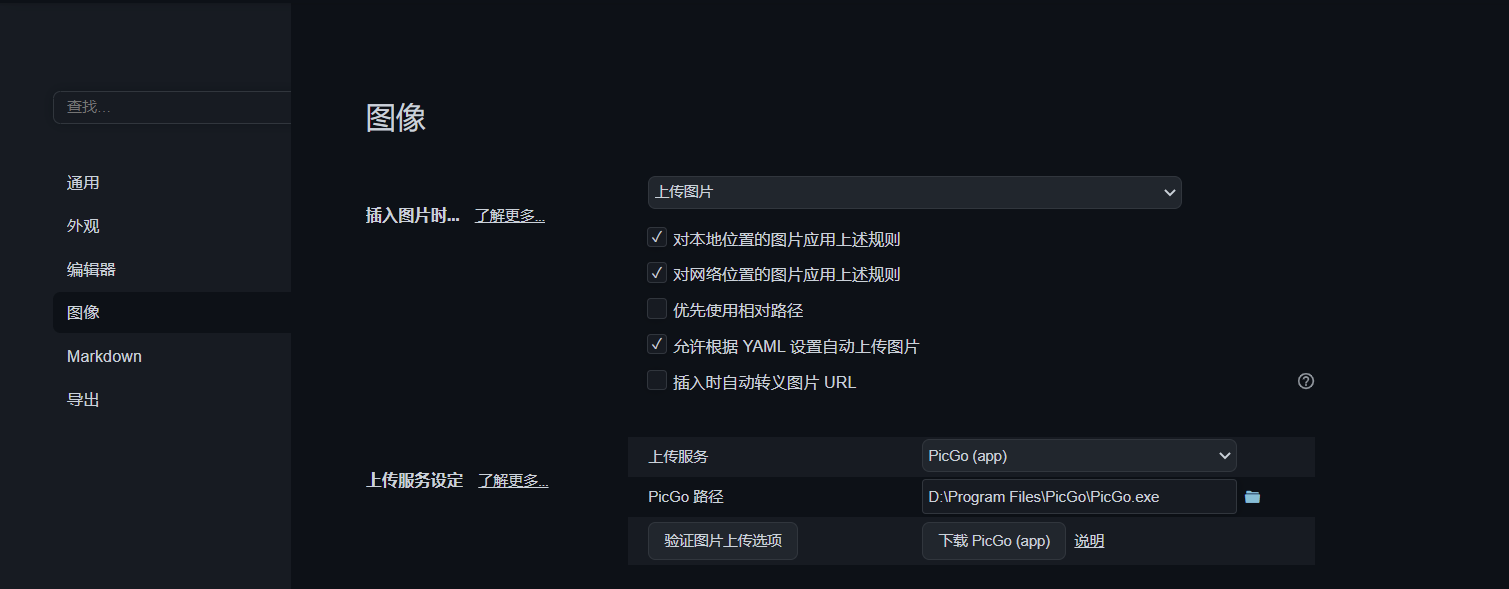 查找...
通用
外观
编辑器
图像
Markdown
导出
图像
插入图片时... 了解更多...
上传图片
对本地位置的图片应用上述规则
对网络位置的图片应用上述规则
优先使用相对路径
允许根据 YAML 设置自动上传图片
插入时自动转义图片 URL
上传服务设定 了解更多...
上传服务 PicGo (app)
PicGo 路径 D:\Program Files\PicGo\PicGo.exe
验证图片上传选项 下载 PicGo (app) 说明